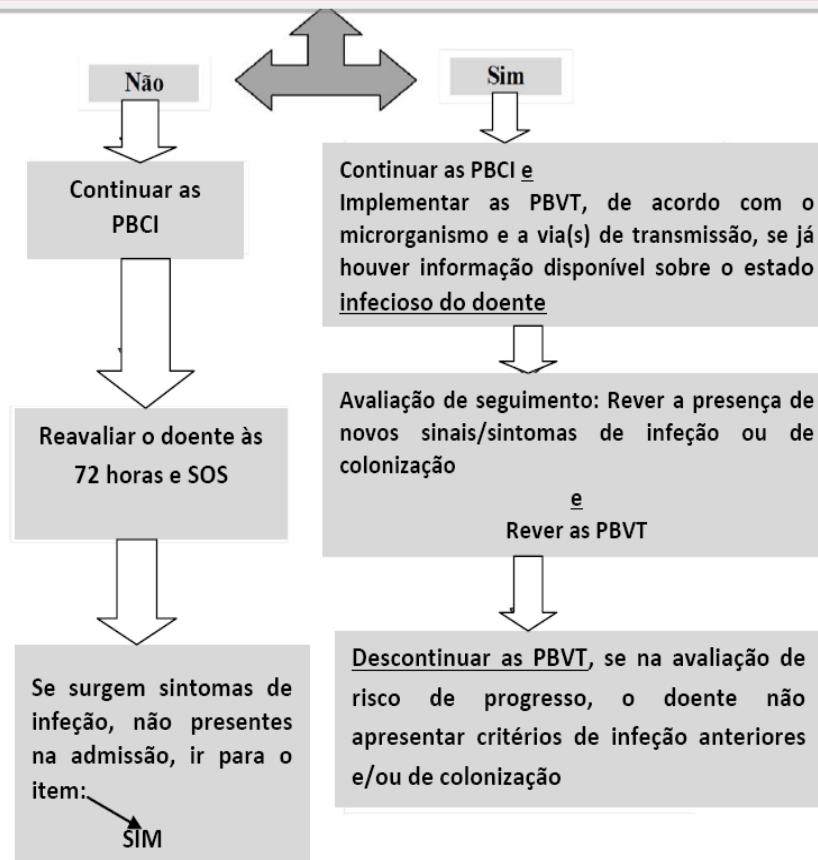 Não
Continuar as
PBCI
Reavaliar o doente às
72 horas e SOS
Se surgem sintomas de
infeção, não presentes
na admissão, ir para o
item:
SIM
Sim
Continuar as PBCI e
Implementar as PBVT, de acordo com o
microrganismo e a via(s) de transmissão, se já
houver informação disponível sobre o estado
infecioso do doente
Avaliação de seguimento: Rever a presença de
novos sinais/sintomas de infeção ou de
colonização
e
Rever as PBVT
Descontinuar as PBVT, se na avaliação de
risco de progresso, o doente não
apresentar critérios de infeção anteriores
e/ou de colonização